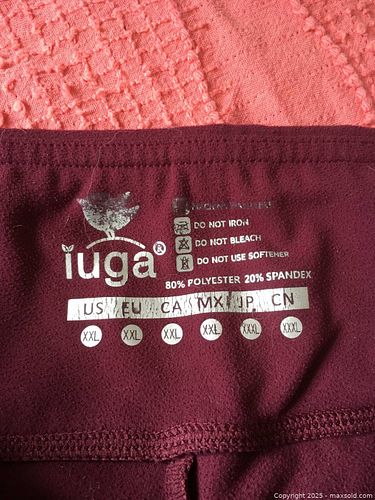 DO NOT IRON
DO NOT BLEACH
DO NOT USE SOFTENER
iuga®
80% POLYESTER 20% SPANDEX
US EU CA MX JP CN
XXL XXL XXL XXL XXXL XXXL
Copyright 2025 - maxsold.com